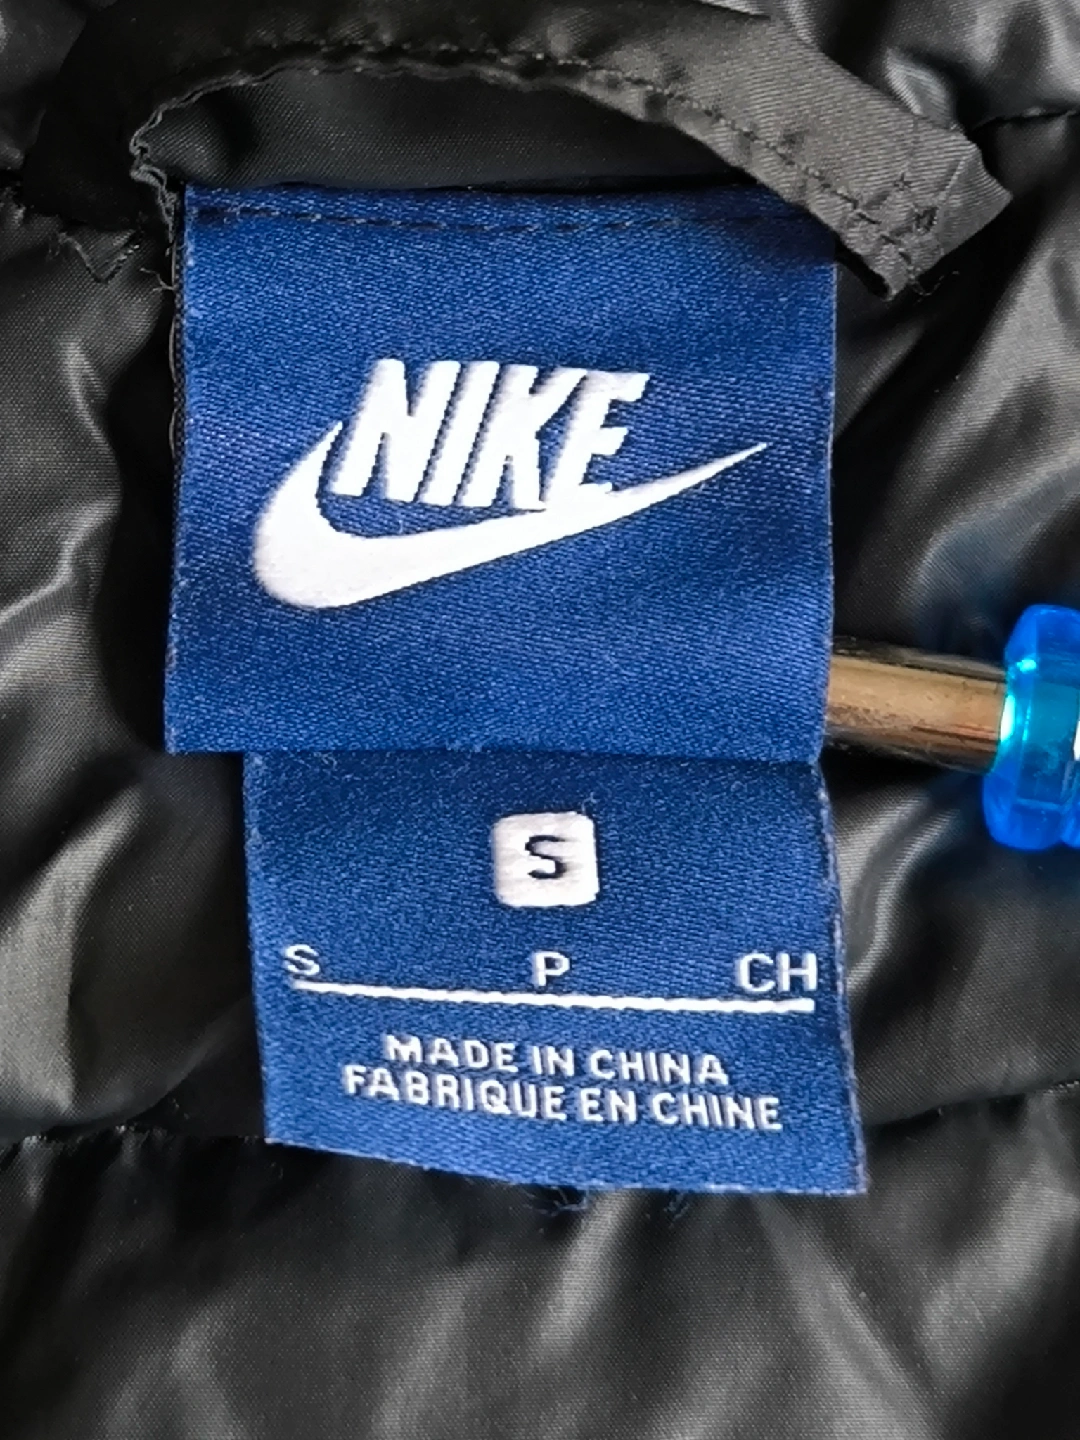 NIKE
S
S P CH
MADE IN CHINA
FABRIQUE EN CHINE